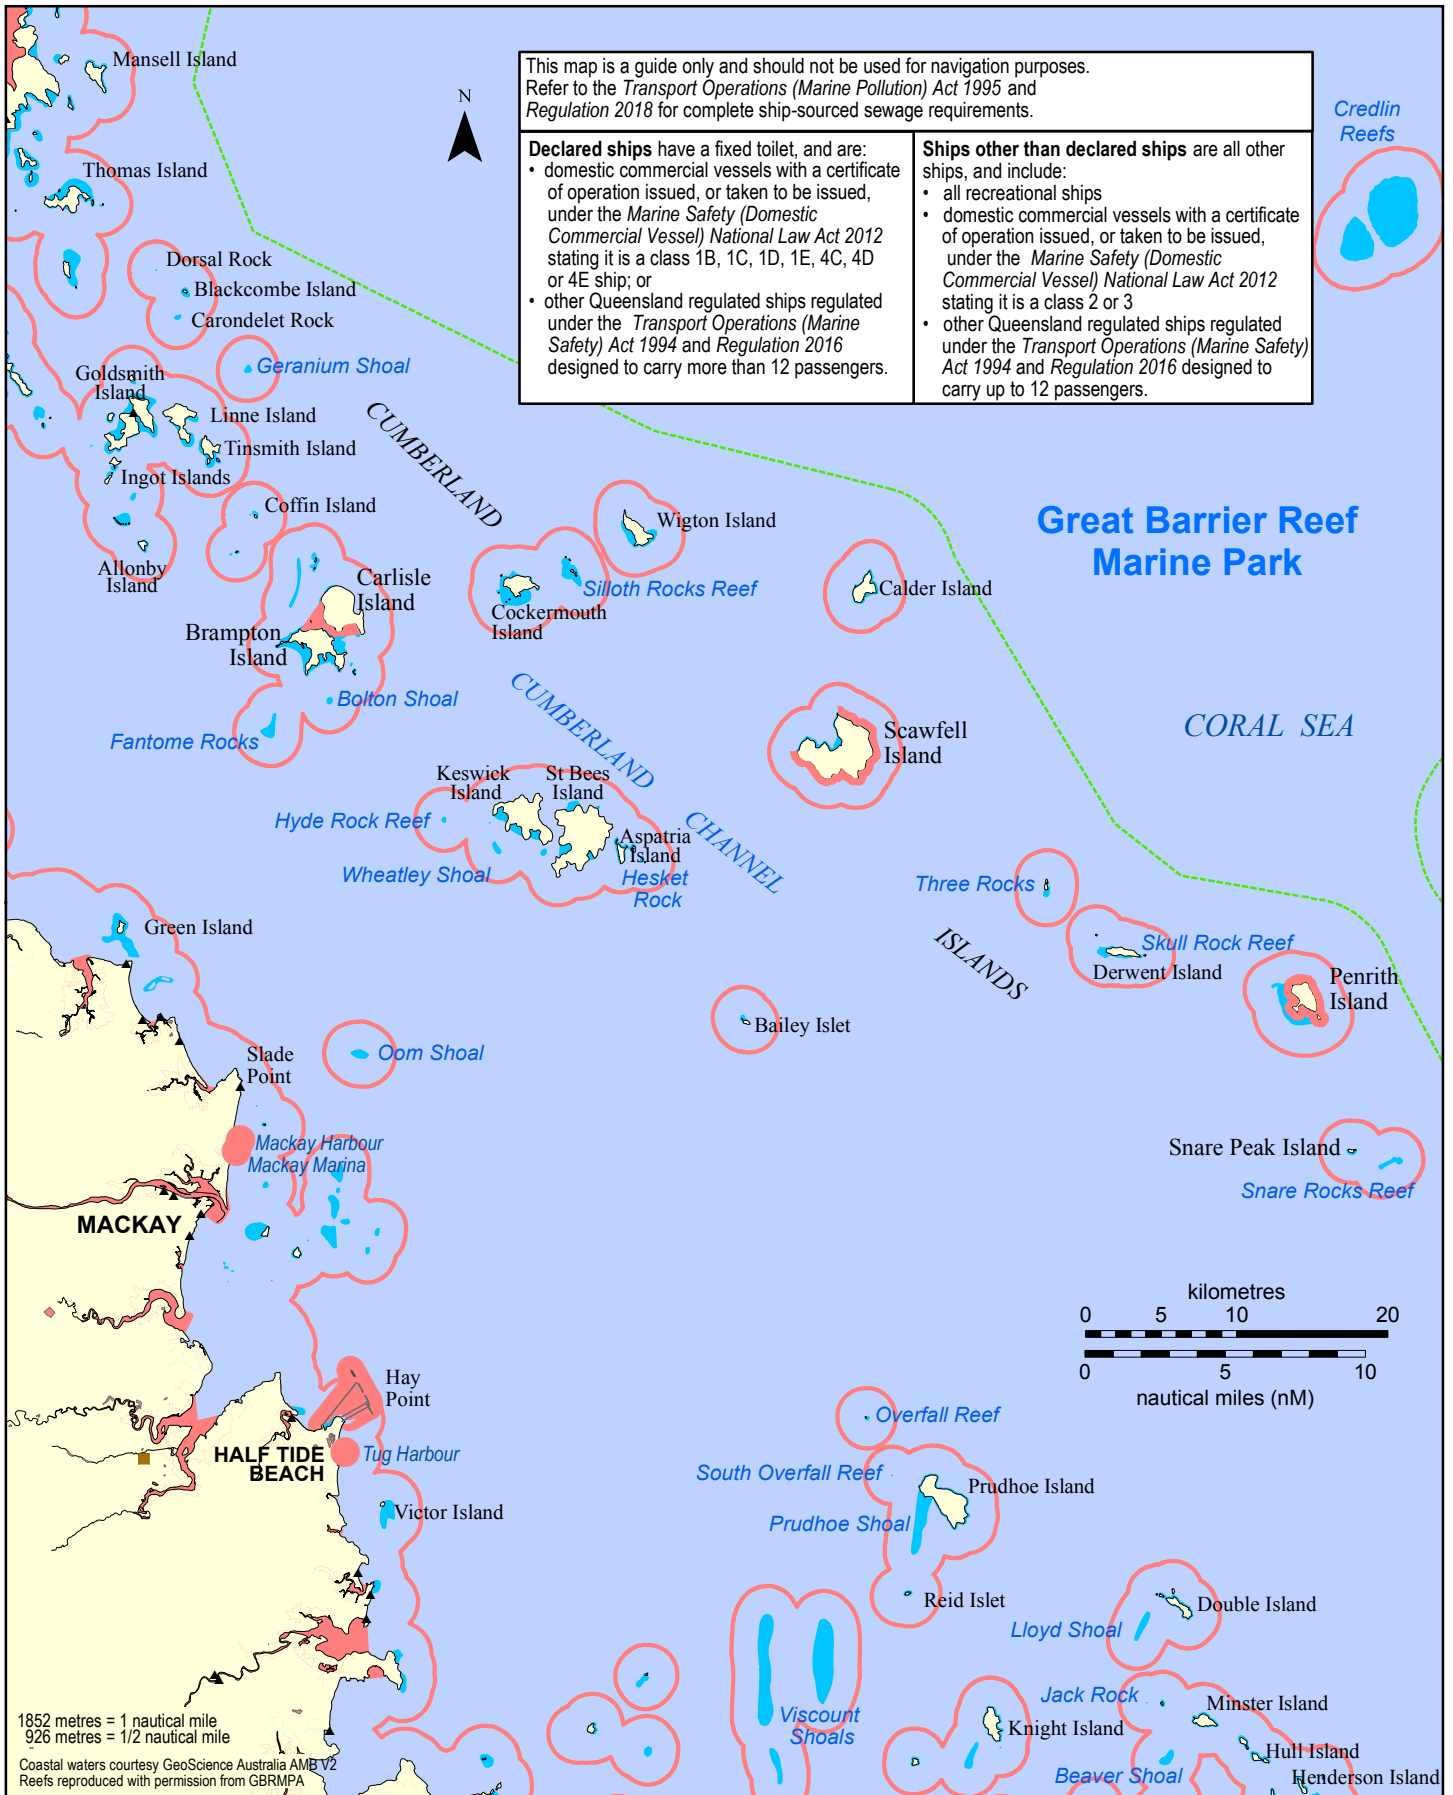 Mansell Island
N
This map is a guide only and should not be used for navigation purposes.
Refer to the Transport Operations (Marine Pollution) Act 1995 and
Regulation 2018 for complete ship-sourced sewage requirements.
Declared ships have a fixed toilet, and are:
• domestic commercial vessels with a certificate
of operation issued, or taken to be issued,
under the Marine Safety (Domestic
Commercial Vessel) National Law Act 2012
stating it is a class 1B, 1C, 1D, 1E, 4C, 4D
or 4E ship; or
• other Queensland regulated ships regulated
under the Transport Operations (Marine
Safety) Act 1994 and Regulation 2016
designed to carry more than 12 passengers.
Ships other than declared ships are all other
ships, and include:
• all recreational ships
• domestic commercial vessels with a certificate
of operation issued, or taken to be issued,
under the Marine Safety (Domestic
Commercial Vessel) National Law Act 2012
stating it is a class 2 or 3
• other Queensland regulated ships regulated
under the Transport Operations (Marine Safety)
Act 1994 and Regulation 2016 designed to
carry up to 12 passengers.
Credlin
Reefs
Thomas Island
Dorsal Rock
Blackcombe Island
Carondelet Rock
Geranium Shoal
Goldsmith
Island
Linne Island
Tinsmith Island
Ingot Islands
CUMBERLAND
Coffin Island
Allonby
Island
Wigton Island
Great Barrier Reef
Marine Park
Carlisle
Island
Silloth Rocks Reef
Cockermouth
Island
Calder Island
Brampton
Island
Bolton Shoal
Fantome Rocks
CUMBERLAND
Scawfell
Island
CORAL SEA
Keswick
Island
St Bees
Island
Hyde Rock Reef
Aspatria
Island
CHANNEL
Wheatley Shoal
Hesket
Rock
Three Rocks
Green Island
ISLANDS
Skull Rock Reef
Derwent Island
Penrith
Island
Bailey Islet
Oom Shoal
Slade
Point
Mackay Harbour
Mackay Marina
Snare Peak Island
Snare Rocks Reef
MACKAY
kilometres
0 5 10 20
0 5 10
nautical miles (nM)
Hay
Point
Overfall Reef
HALF TIDE
BEACH
Tug Harbour
South Overfall Reef
Prudhoe Island
Victor Island
Prudhoe Shoal
Reid Islet
Double Island
Lloyd Shoal
Jack Rock
Minster Island
Viscount
Shoals
Knight Island
Hull Island
Beaver Shoal
Henderson Island
1852 metres = 1 nautical mile
926 metres = 1/2 nautical mile
Coastal waters courtesy GeoScience Australia AMB V2
Reefs reproduced with permission from GBRMPA